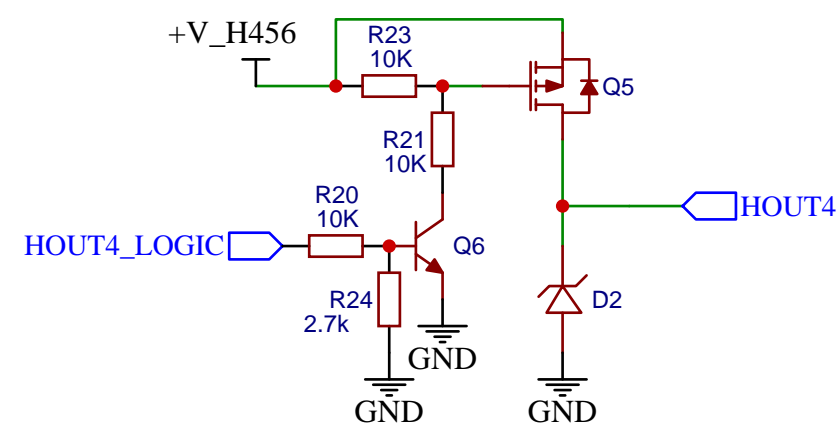 +V_H456
R23
10K
Q5
R21
10K
R20
10K
HOUT4
HOUT4_LOGIC
Q6
R24
2.7k
D2
GND
GND
GND